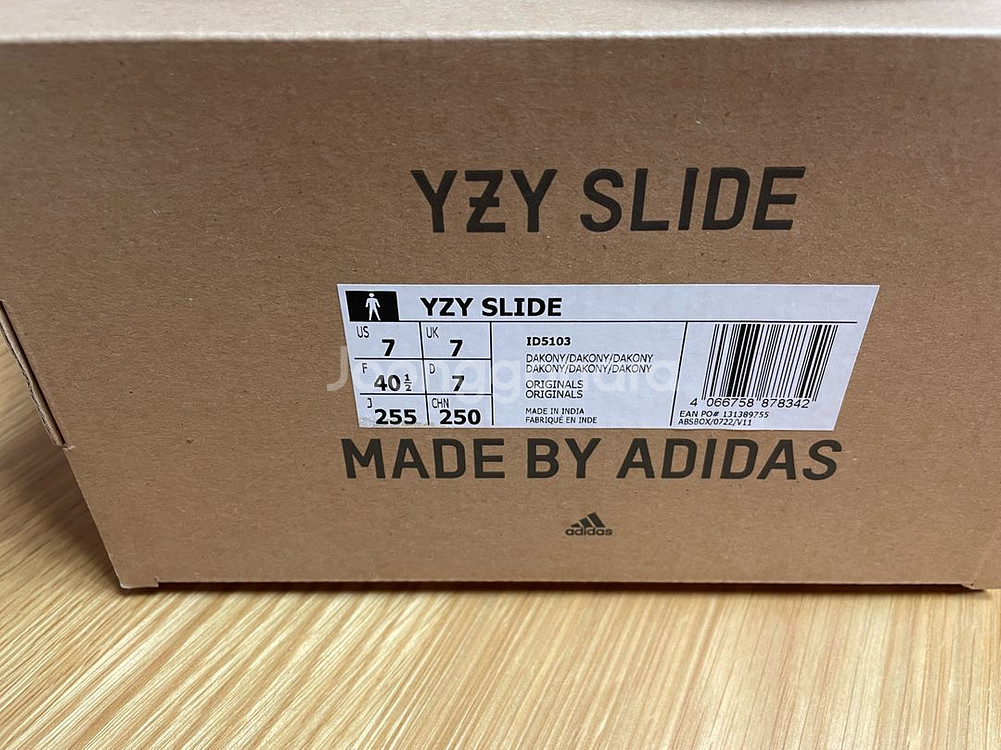 YZY SLIDE
YZY SLIDE
US 7 UK 7
F 40½ D 7
J 255 CHN 250
ID5103
DAKONY/DAKONY/DAKONY
DAKONY/DAKONY/DAKONY
ORIGINALS
ORIGINALS
MADE IN INDIA
FABRIQUÉ EN INDE
4 066758 878342
EAN PO# 131389755
ABSBOX/0722/V11
Joonggonara
MADE BY ADIDAS
adidas